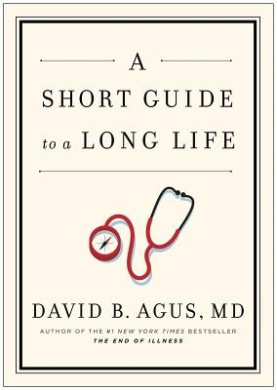 A
SHORT GUIDE
to a LONG LIFE
DAVID B. AGUS, MD
AUTHOR OF THE #1 NEW YORK TIMES BESTSELLER
THE END OF ILLNESS